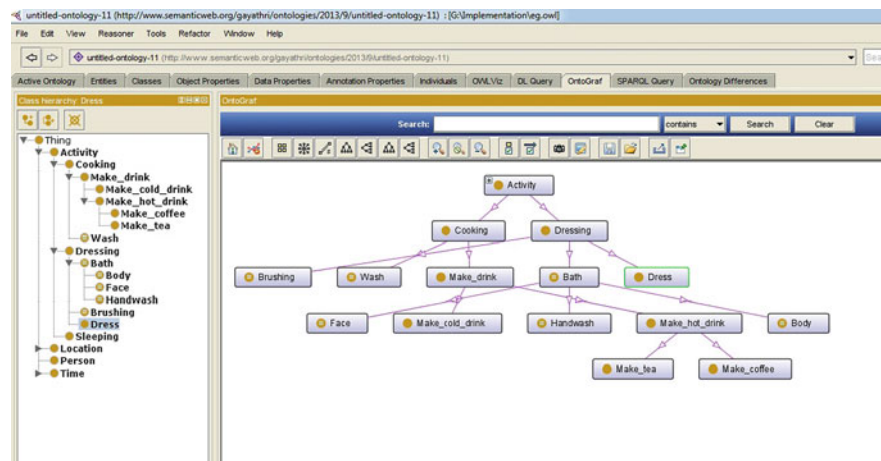 untitled-ontology-11 (http://www.semanticweb.org/gayathri/ontologies/2013/9/untitled-ontology-11) : [G:\Implementation\eg.owl]
File Edit View Reasoner Tools Refactor Window Help
untitled-ontology-11 (http://www.semanticweb.org/gayathri/ontologies/2013/9/untitled-ontology-11)
Active Ontology Entities Classes Object Properties Data Properties Annotation Properties Individuals OWLViz DL Query OntoGraf SPARQL Query Ontology Differences
Class hierarchy: Dress
OntoGraf
Search: contains Search Clear
Thing
Activity
Cooking
Make_drink
Make_cold_drink
Make_hot_drink
Make_coffee
Make_tea
Wash
Dressing
Bath
Body
Face
Handwash
Brushing
Dress
Sleeping
Location
Person
Time
Activity
Cooking Dressing
Brushing Wash Make_drink Bath Dress
Face Make_cold_drink Handwash Make_hot_drink Body
Make_tea Make_coffee